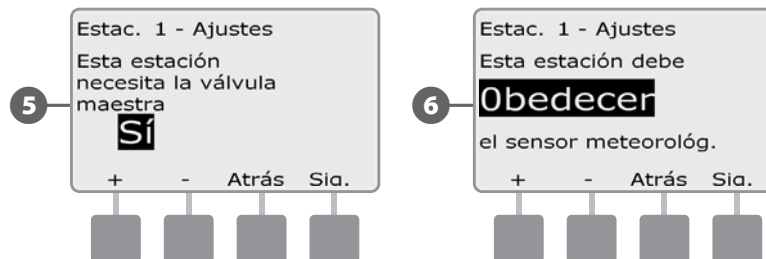 5
Estac. 1 - Ajustes
Esta estación
necesita la válvula
maestra
Sí
+ - Atrás Sig.
6
Estac. 1 - Ajustes
Esta estación debe
0bedecer
el sensor meteorológ.
+ - Atrás Sig.